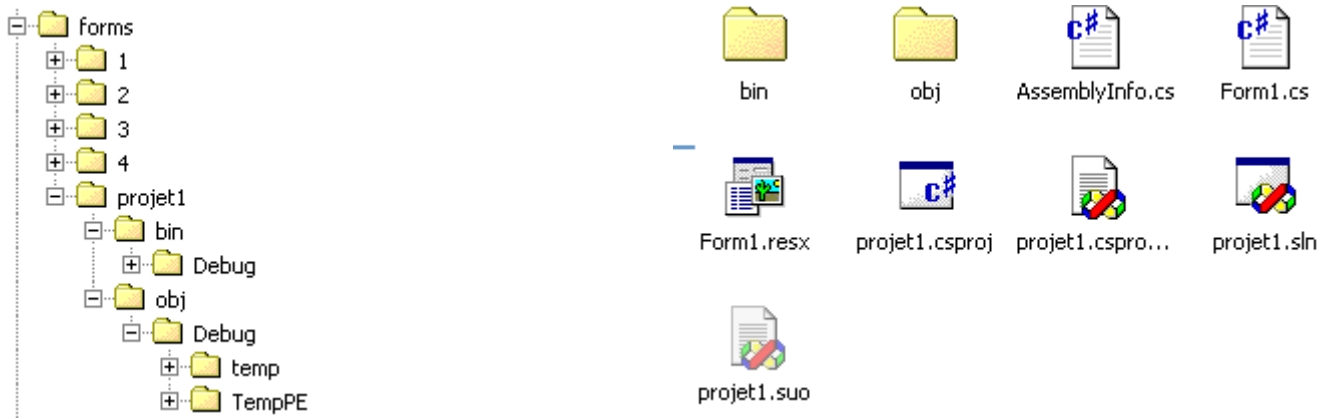 forms
1
2
3
4
projet1
bin
Debug
obj
Debug
temp
TempPE
bin obj AssemblyInfo.cs Form1.cs
Form1.resx projet1.csproj projet1.cspro... projet1.sln
projet1.suo